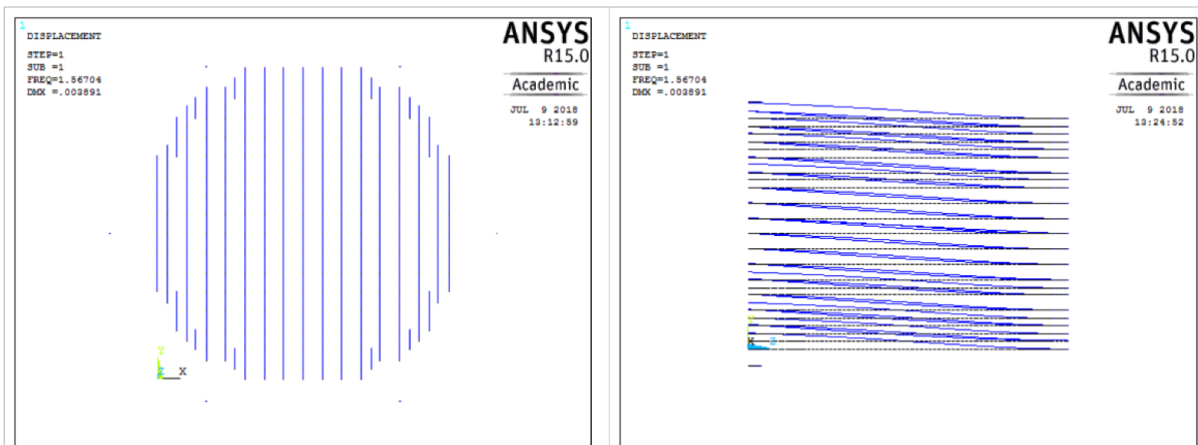 1
DISPLACEMENT
STEP=1
SUB =1
FREQ=1.56704
DMX =.003891
ANSYS
R15.0
Academic
JUL 9 2018
13:12:59
Y
Z X
1
DISPLACEMENT
STEP=1
SUB =1
FREQ=1.56704
DMX =.003891
ANSYS
R15.0
Academic
JUL 9 2018
13:24:52
Y
X Z